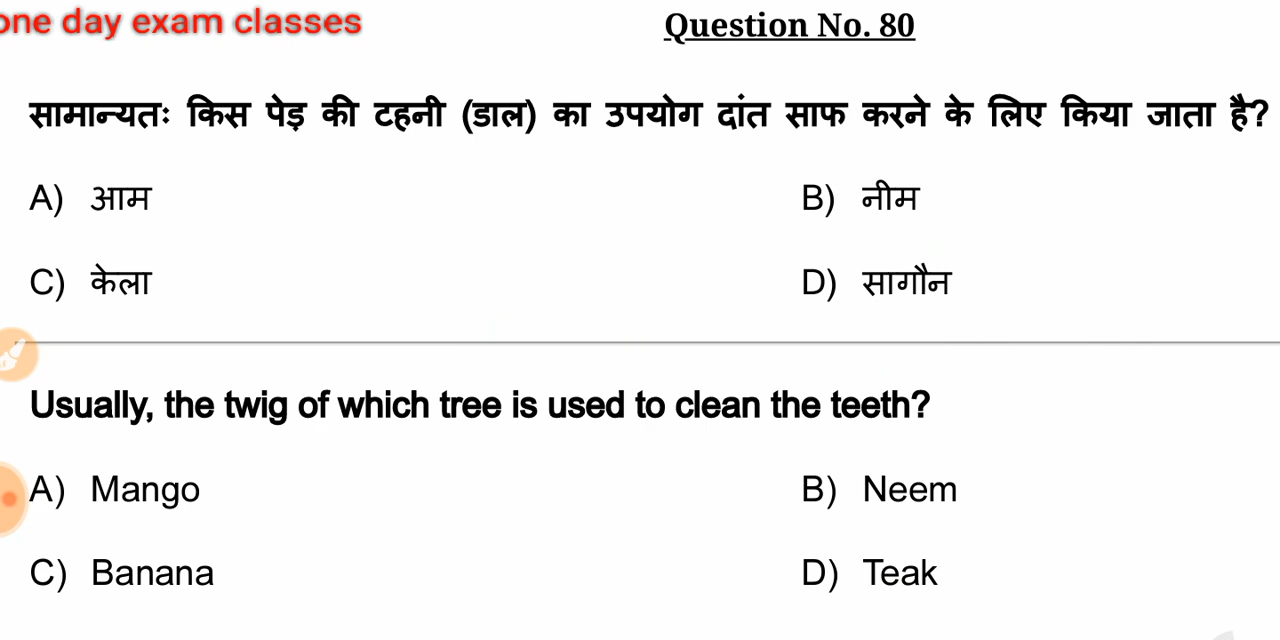 one day exam classes
Question No. 80
सामान्यतः किस पेड़ की टहनी (डाल) का उपयोग दांत साफ करने के लिए किया जाता है?
A) आम B) नीम
C) केला D) सागौन
Usually, the twig of which tree is used to clean the teeth?
A) Mango B) Neem
C) Banana D) Teak